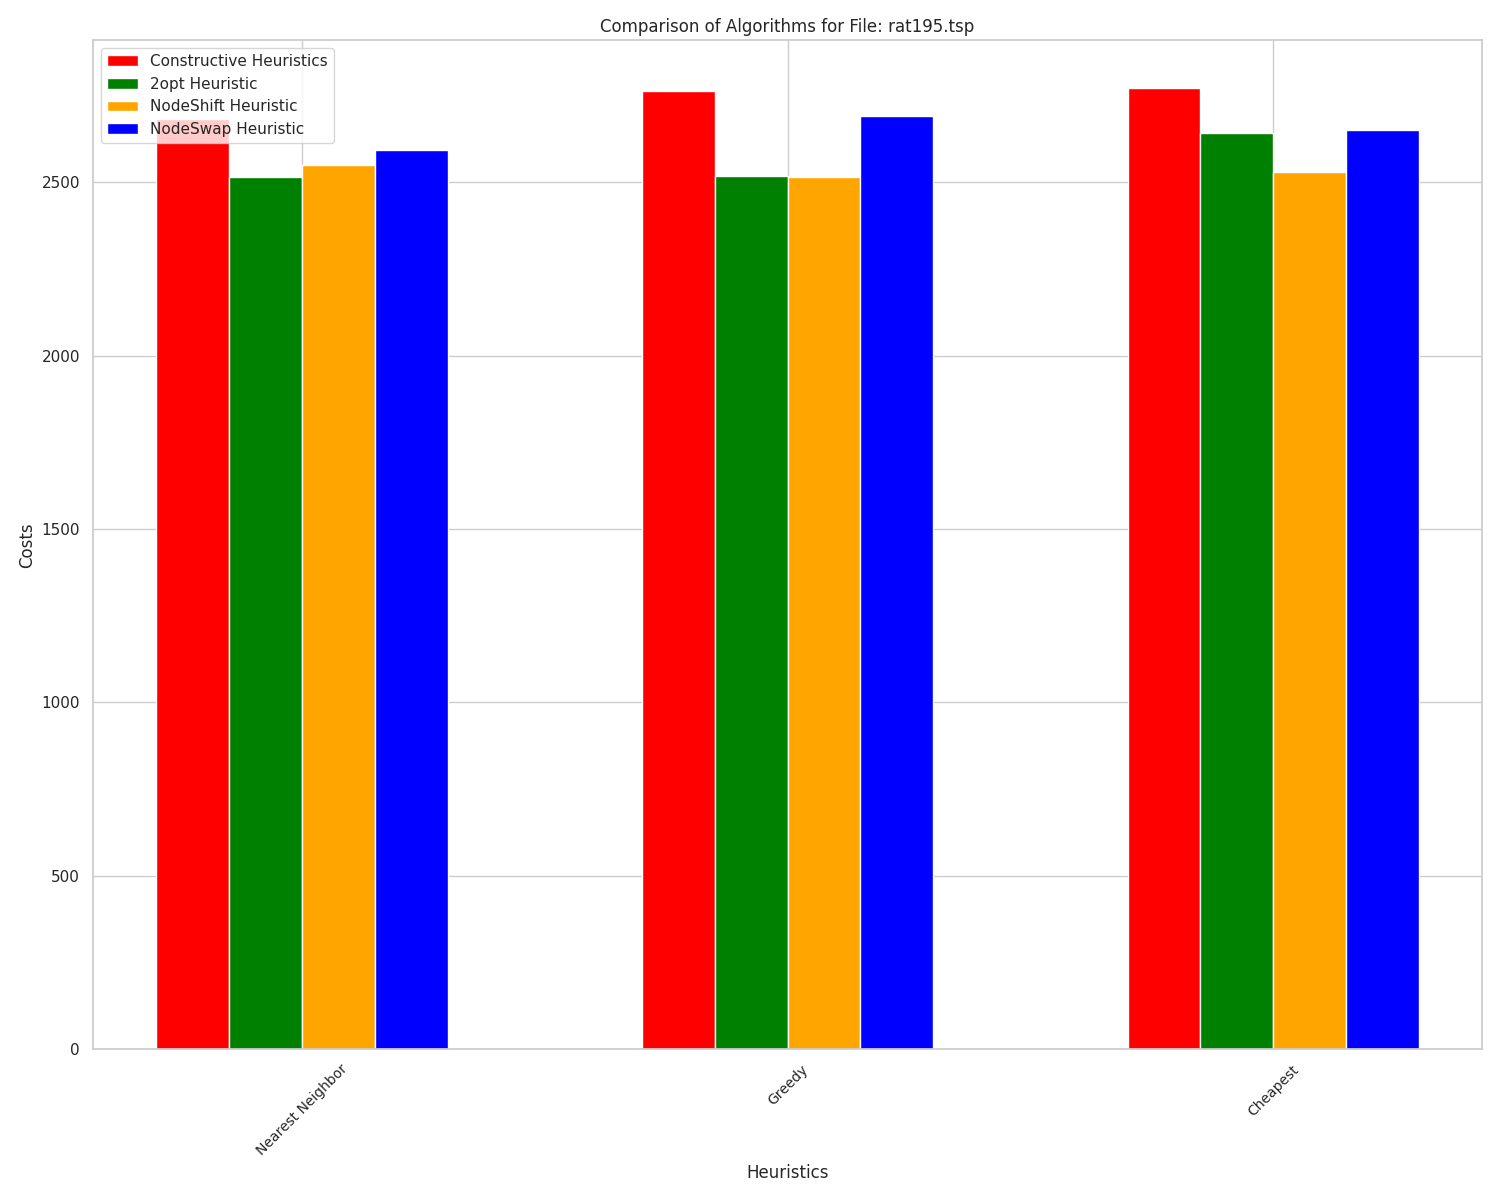 Comparison of Algorithms for File: rat195.tsp
Constructive Heuristics
2opt Heuristic
NodeShift Heuristic
NodeSwap Heuristic
2500
2000
1500
1000
500
0
Costs
Nearest Neighbor
Greedy
Cheapest
Heuristics